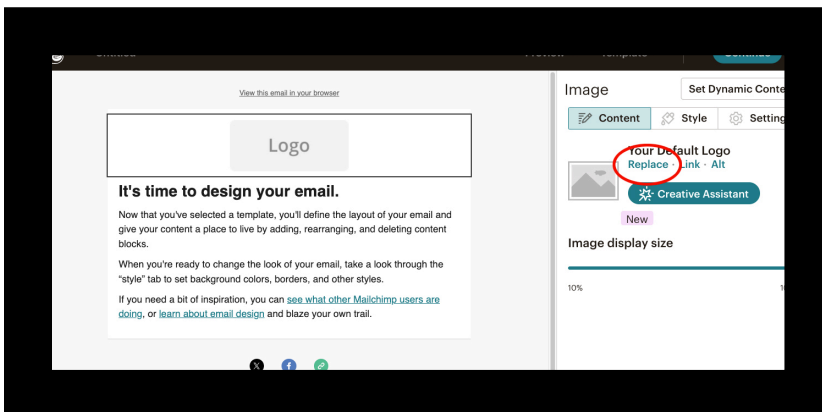 View this email in your browser
Image
Set Dynamic Conte
Content
Style
Setting
Logo
Your Default Logo
Replace · Link · Alt
Creative Assistant
New
It's time to design your email.
Now that you've selected a template, you'll define the layout of your email and
give your content a place to live by adding, rearranging, and deleting content
blocks.
When you're ready to change the look of your email, take a look through the
“style” tab to set background colors, borders, and other styles.
If you need a bit of inspiration, you can see what other Mailchimp users are
doing, or learn about email design and blaze your own trail.
Image display size
10%